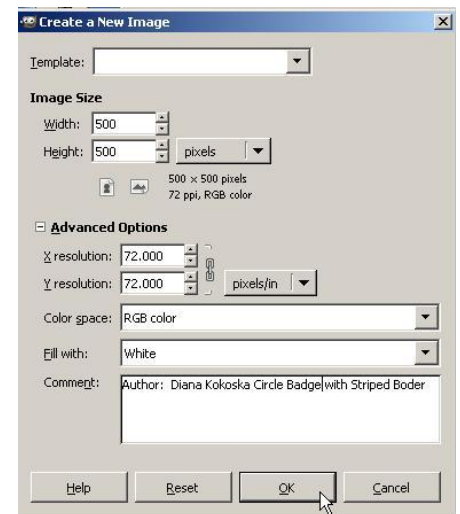 Create a New Image
Template:
Image Size
Width: 500
Height: 500 pixels
500 × 500 pixels
72 ppi, RGB color
Advanced Options
X resolution: 72.000
Y resolution: 72.000 pixels/in
Color space: RGB color
Fill with: White
Comment: Author: Diana Kokoska Circle Badge with Striped Boder
Help Reset OK Cancel